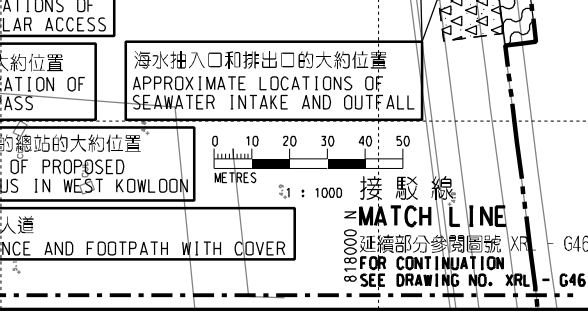 ATIONS OF
LAR ACCESS
大約位置
ATION OF
ASS
海水抽入口和排出口的大約位置
APPROXIMATE LOCATIONS OF
SEAWATER INTAKE AND OUTFALL
的總站的大約位置
OF PROPOSED
US IN WEST KOWLOON
人道
NCE AND FOOTPATH WITH COVER
0 10 20 30 40 50
METRES
1 : 1000
818000 N
接駁線
MATCH LINE
延續部分參閱圖號 XRL - G46
FOR CONTINUATION
SEE DRAWING NO. XRL - G46